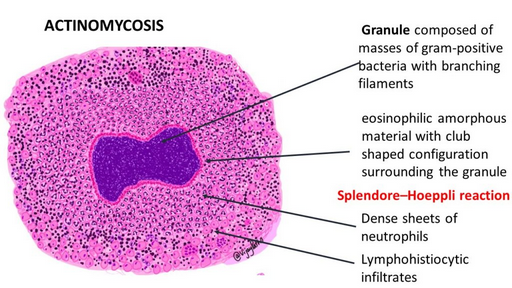 ACTINOMYCOSIS
Granule composed of
masses of gram-positive
bacteria with branching
filaments
eosinophilic amorphous
material with club
shaped configuration
surrounding the granule
Splendore–Hoeppli reaction
Dense sheets of
neutrophils
Lymphohistiocytic
infiltrates